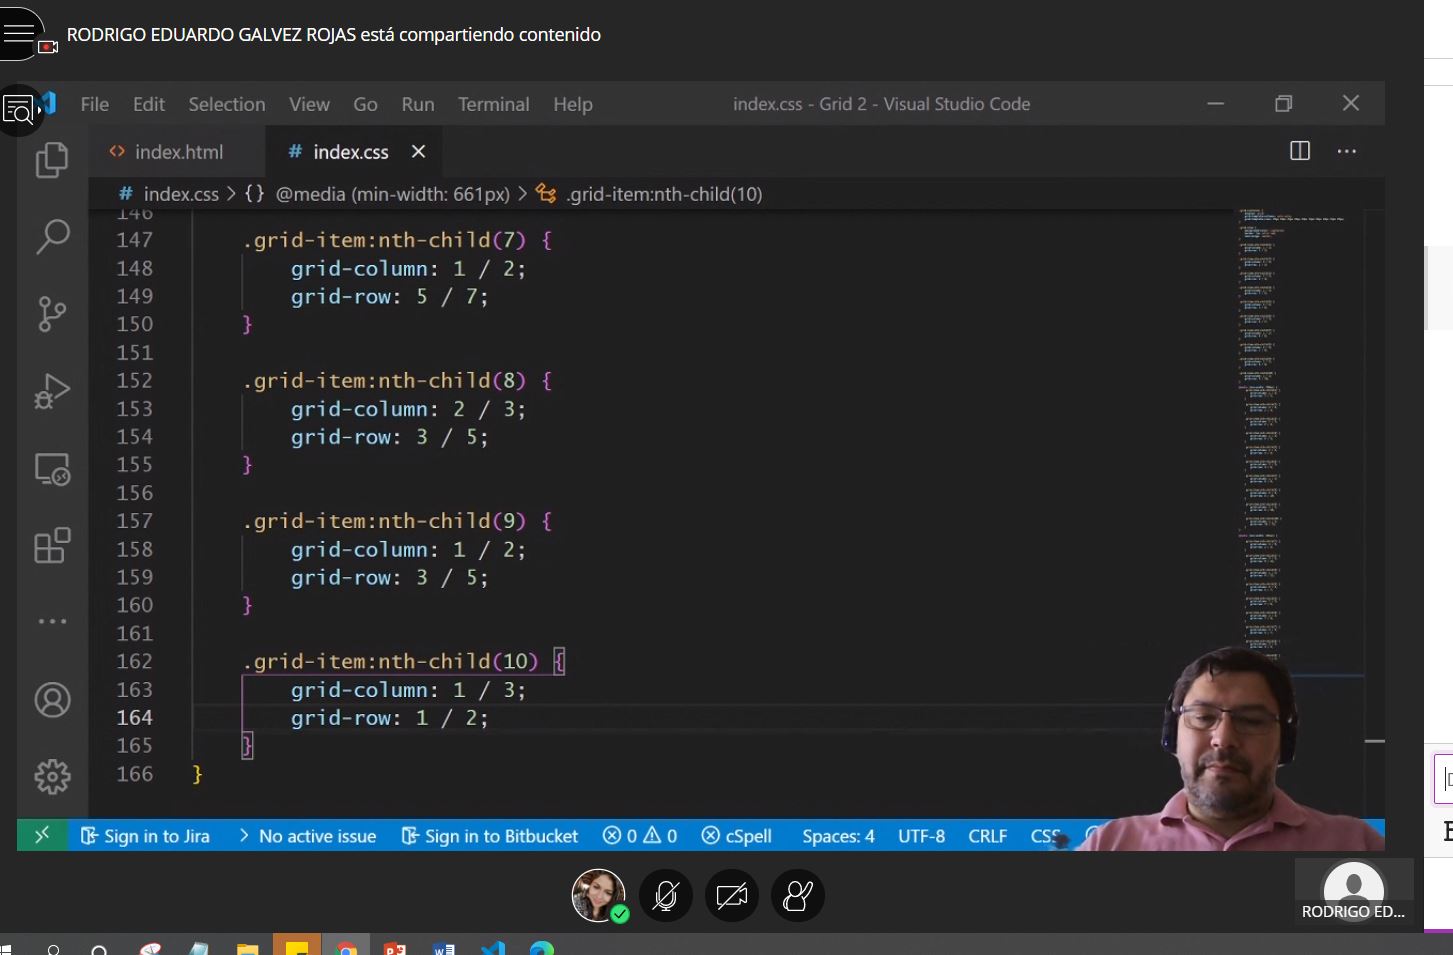 RODRIGO EDUARDO GALVEZ ROJAS está compartiendo contenido
File Edit Selection View Go Run Terminal Help index.css - Grid 2 - Visual Studio Code
index.html # index.css
# index.css > {} @media (min-width: 661px) > .grid-item:nth-child(10)
146
147 .grid-item:nth-child(7) {
148 grid-column: 1 / 2;
149 grid-row: 5 / 7;
150 }
151
152 .grid-item:nth-child(8) {
153 grid-column: 2 / 3;
154 grid-row: 3 / 5;
155 }
156
157 .grid-item:nth-child(9) {
158 grid-column: 1 / 2;
159 grid-row: 3 / 5;
160 }
161
162 .grid-item:nth-child(10) {
163 grid-column: 1 / 3;
164 grid-row: 1 / 2;
165 }
166 }
Sign in to Jira > No active issue Sign in to Bitbucket 0 0 cSpell Spaces: 4 UTF-8 CRLF CSS
RODRIGO ED...